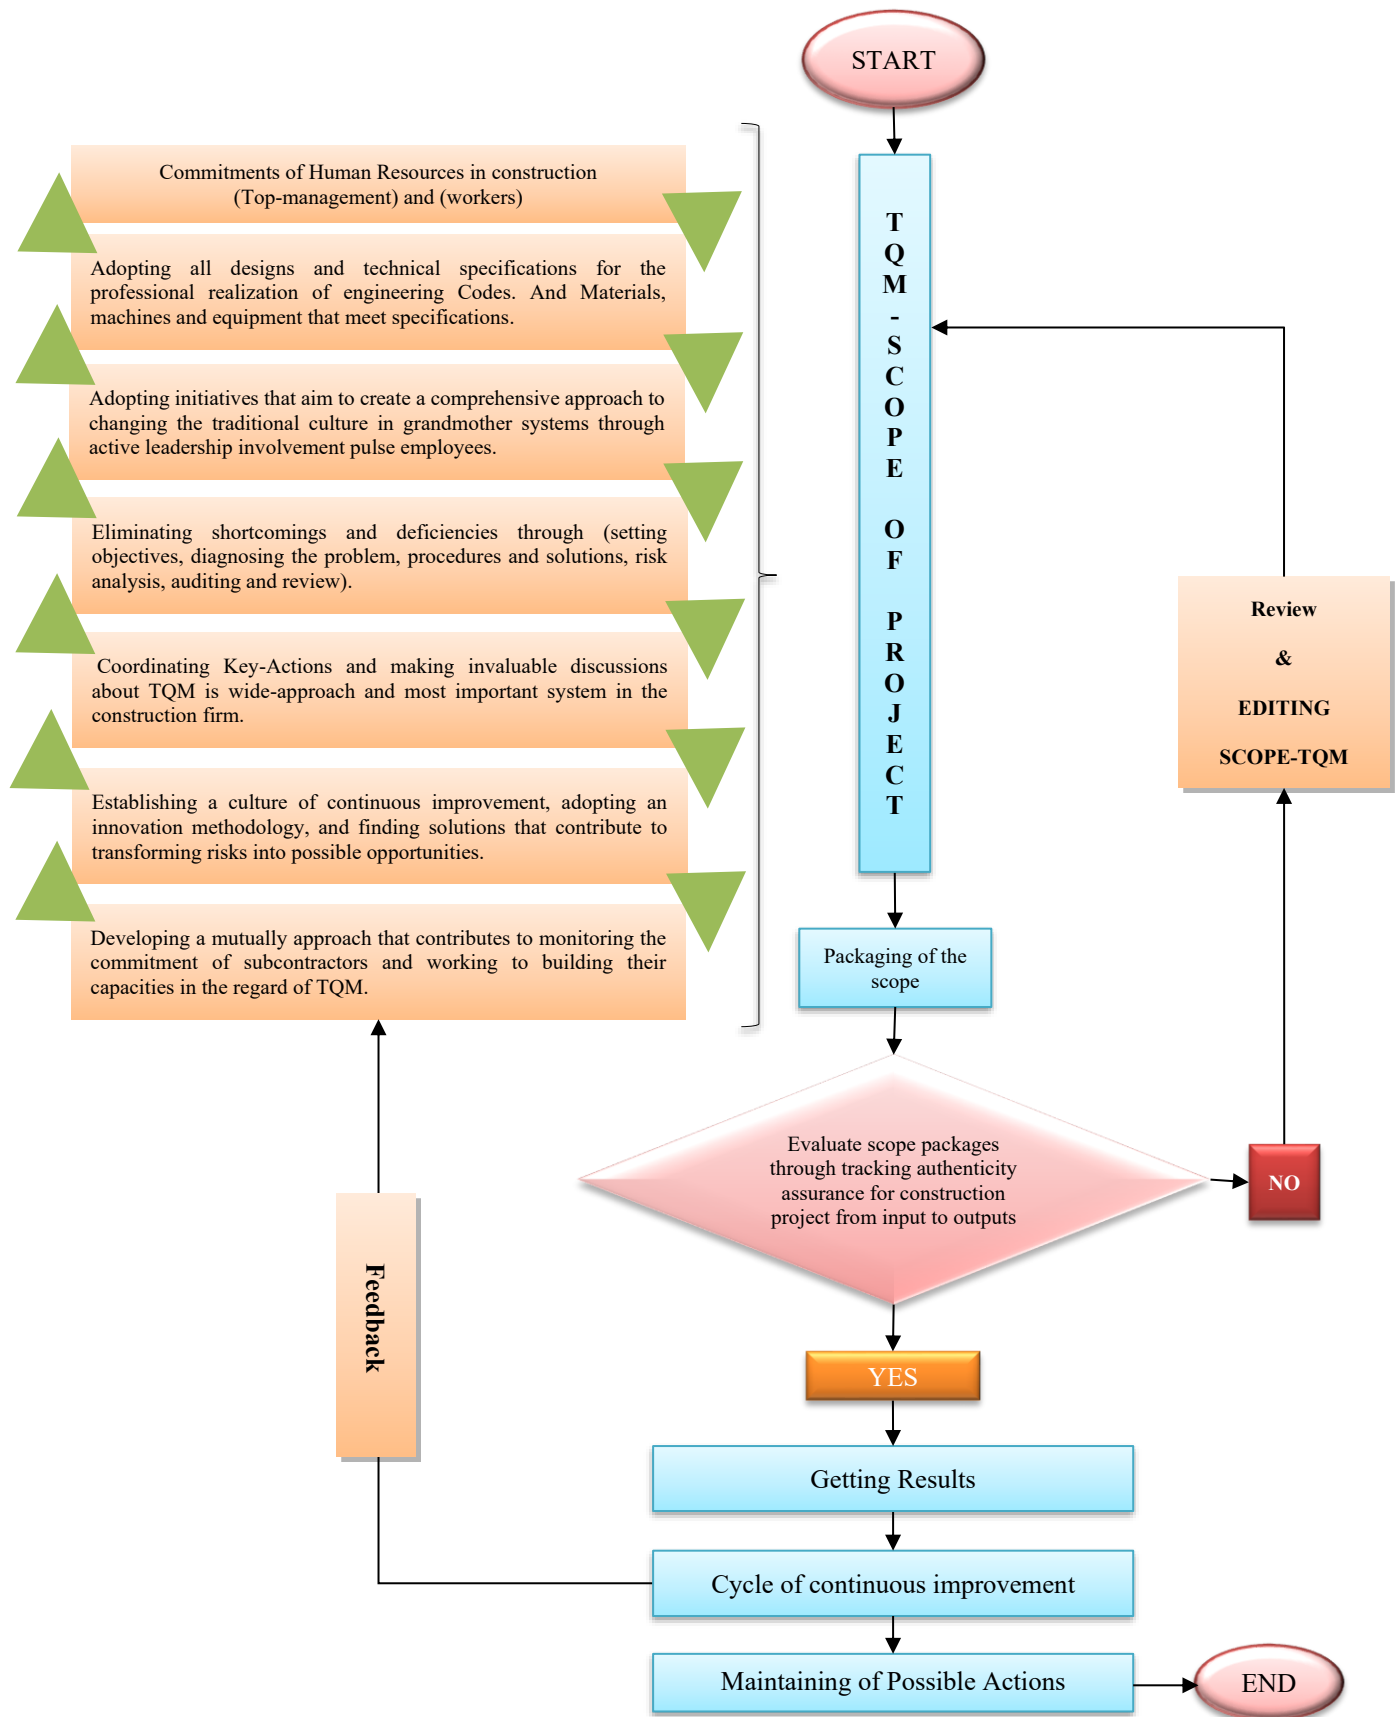 START
Commitments of Human Resources in construction
(Top-management) and (workers)
Adopting all designs and technical specifications for the
professional realization of engineering Codes. And Materials,
machines and equipment that meet specifications.
Adopting initiatives that aim to create a comprehensive approach to
changing the traditional culture in grandmother systems through
active leadership involvement pulse employees.
Eliminating shortcomings and deficiencies through (setting
objectives, diagnosing the problem, procedures and solutions, risk
analysis, auditing and review).
Coordinating Key-Actions and making invaluable discussions
about TQM is wide-approach and most important system in the
construction firm.
Establishing a culture of continuous improvement, adopting an
innovation methodology, and finding solutions that contribute to
transforming risks into possible opportunities.
Developing a mutually approach that contributes to monitoring the
commitment of subcontractors and working to building their
capacities in the regard of TQM.
TQM-SCOPE OF PROJECT
Review
&
EDITING
SCOPE-TQM
Packaging of the
scope
Evaluate scope packages
through tracking authenticity
assurance for construction
project from input to outputs
NO
Feedback
YES
Getting Results
Cycle of continuous improvement
Maintaining of Possible Actions
END